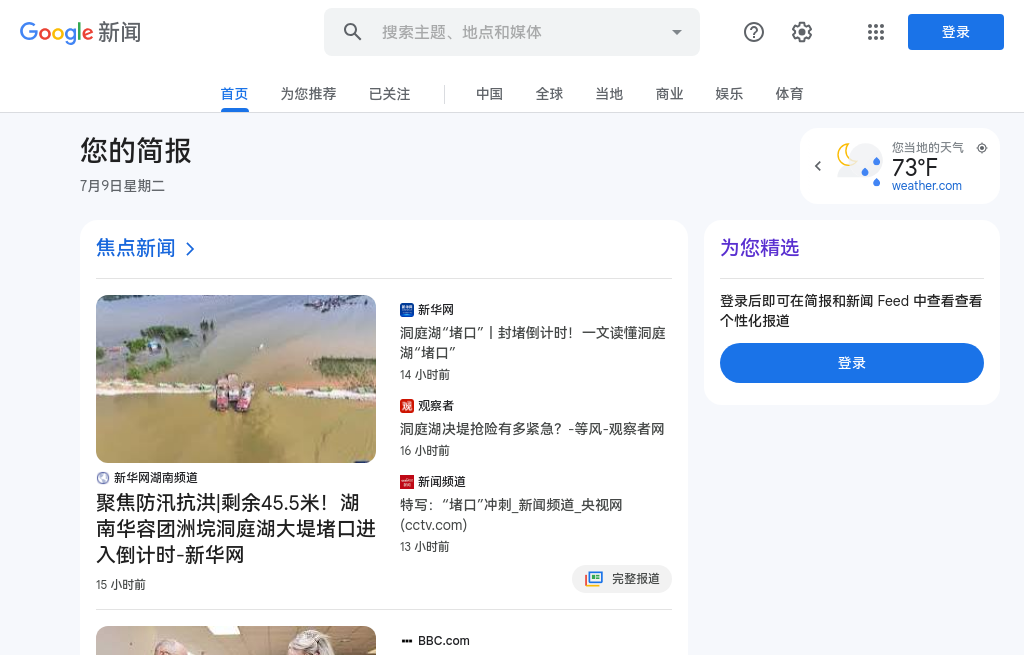 Google 新闻
搜索主题、地点和媒体
登录
首页
为您推荐
已关注
中国
全球
当地
商业
娱乐
体育
您的简报
7月9日星期二
您当地的天气
73°F
weather.com
焦点新闻
新华网湖南频道
聚焦防汛抗洪|剩余45.5米！湖
南华容团洲垸洞庭湖大堤堵口进
入倒计时-新华网
15 小时前
新华网
洞庭湖“堵口”丨封堵倒计时！一文读懂洞庭
湖“堵口”
14 小时前
观察者
洞庭湖决堤抢险有多紧急？-等风-观察者网
16 小时前
新闻频道
特写：“堵口”冲刺_新闻频道_央视网
(cctv.com)
13 小时前
完整报道
BBC.com
为您精选
登录后即可在简报和新闻 Feed 中查看查看
个性化报道
登录